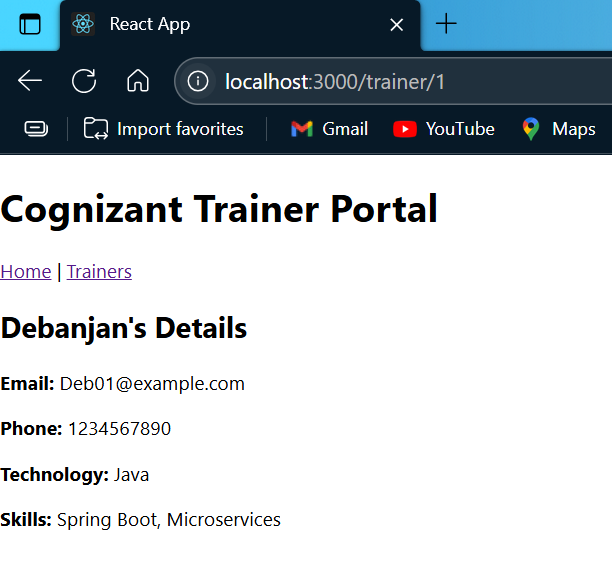 React App
localhost:3000/trainer/1
Import favorites Gmail YouTube Maps
Cognizant Trainer Portal
Home | Trainers
Debanjan's Details
Email: Deb01@example.com
Phone: 1234567890
Technology: Java
Skills: Spring Boot, Microservices